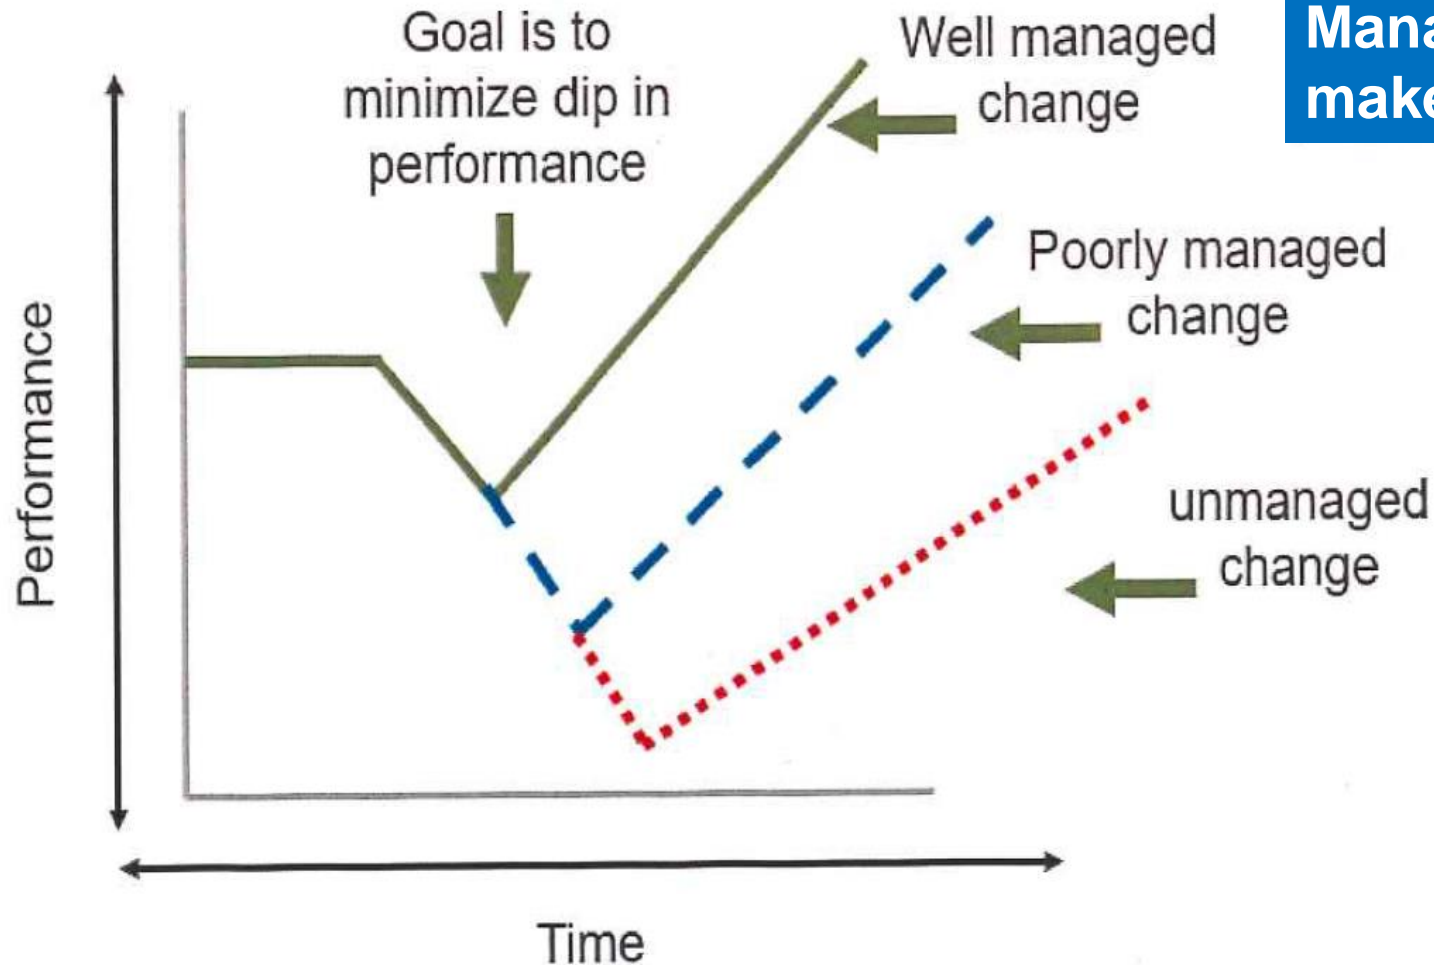 Goal is to
minimize dip in
performance
Well managed
change
Poorly managed
change
unmanaged
change
Performance
Time